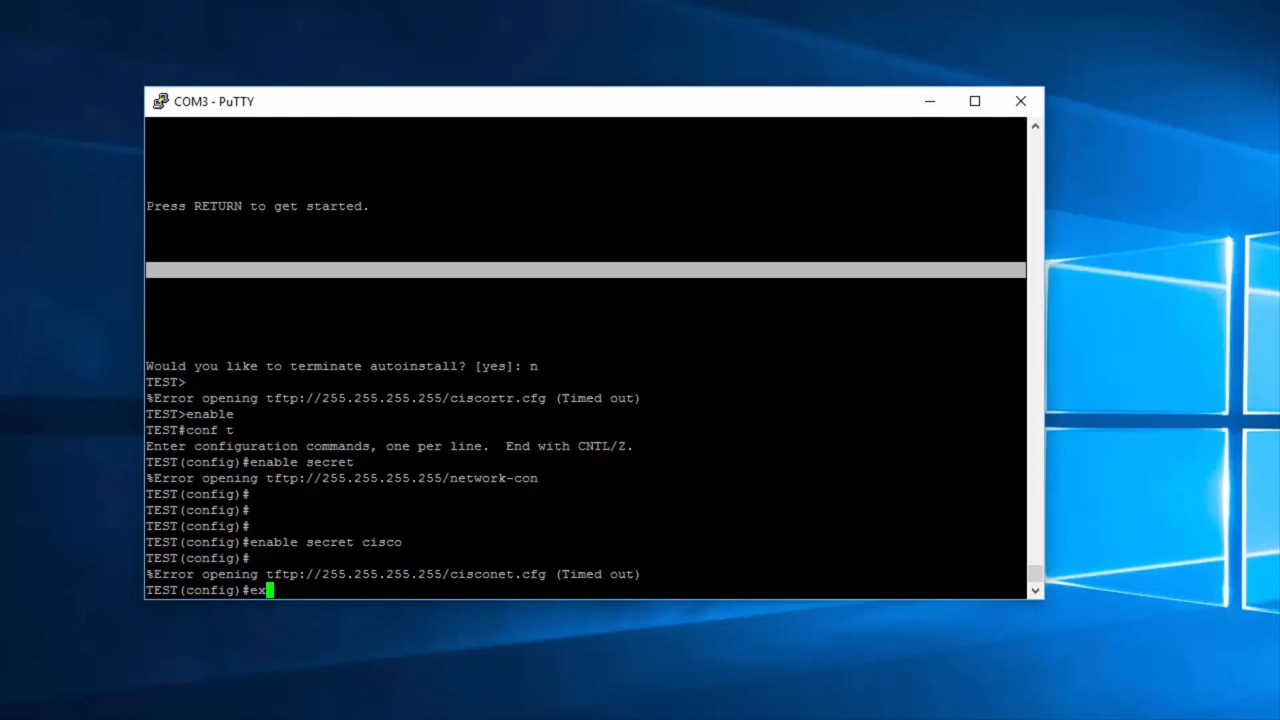 COM3 - PuTTY
Press RETURN to get started.
Would you like to terminate autoinstall? [yes]: n
TEST>
%Error opening tftp://255.255.255.255/ciscortr.cfg (Timed out)
TEST>enable
TEST#conf t
Enter configuration commands, one per line.  End with CNTL/Z.
TEST(config)#enable secret
%Error opening tftp://255.255.255.255/network-con
TEST(config)#
TEST(config)#
TEST(config)#
TEST(config)#enable secret cisco
TEST(config)#
%Error opening tftp://255.255.255.255/cisconet.cfg (Timed out)
TEST(config)#ex